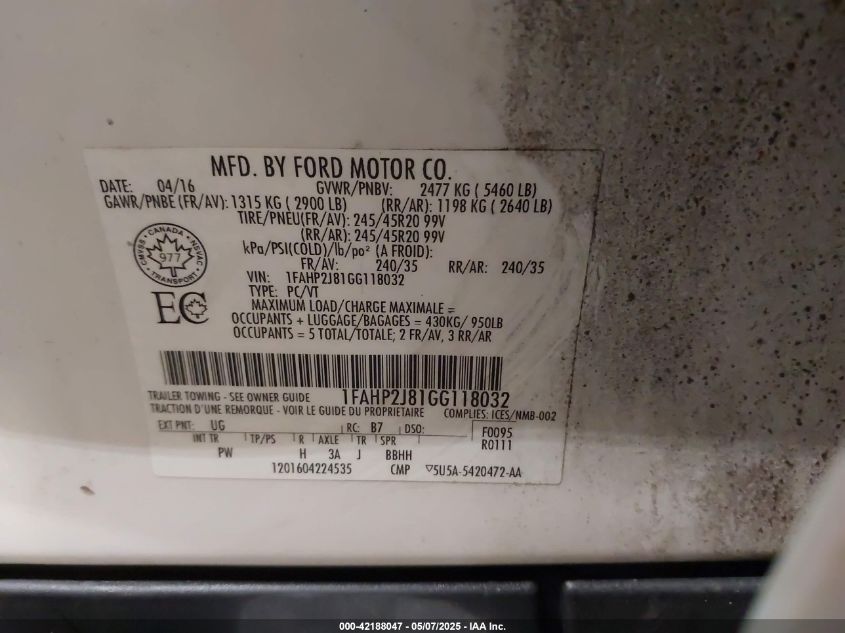 MFD. BY FORD MOTOR CO.
DATE: 04/16 GVWR/PNBV: 2477 KG ( 5460 LB)
GAWR/PNBE (FR/AV): 1315 KG ( 2900 LB) (RR/AR): 1198 KG ( 2640 LB)
TIRE/PNEU(FR/AV): 245/45R20 99V
(RR/AR): 245/45R20 99V
kPa/PSI(COLD)/lb/po² (A FROID):
FR/AV: 240/35 RR/AR: 240/35
CANADA
CMVSS NSVAC
977
TRANSPORT
VIN: 1FAHP2J81GG118032
TYPE: PC/VT
EC
MAXIMUM LOAD/CHARGE MAXIMALE =
OCCUPANTS + LUGGAGE/BAGAGES = 430KG/ 950LB
OCCUPANTS = 5 TOTAL/TOTALE; 2 FR/AV, 3 RR/AR
TRAILER TOWING - SEE OWNER GUIDE 1FAHP2J81GG118032
TRACTION D'UNE REMORQUE - VOIR LE GUIDE DU PROPRIETAIRE COMPLIES: ICES/NMB-002
EXT PNT: UG RC: B7 DSO: F0095
INT TR TP/PS R AXLE TR SPR R0111
PW H 3A J BBHH
1201604224535 CMP ▽5U5A-5420472-AA
000-42188047 - 05/07/2025 - IAA Inc.